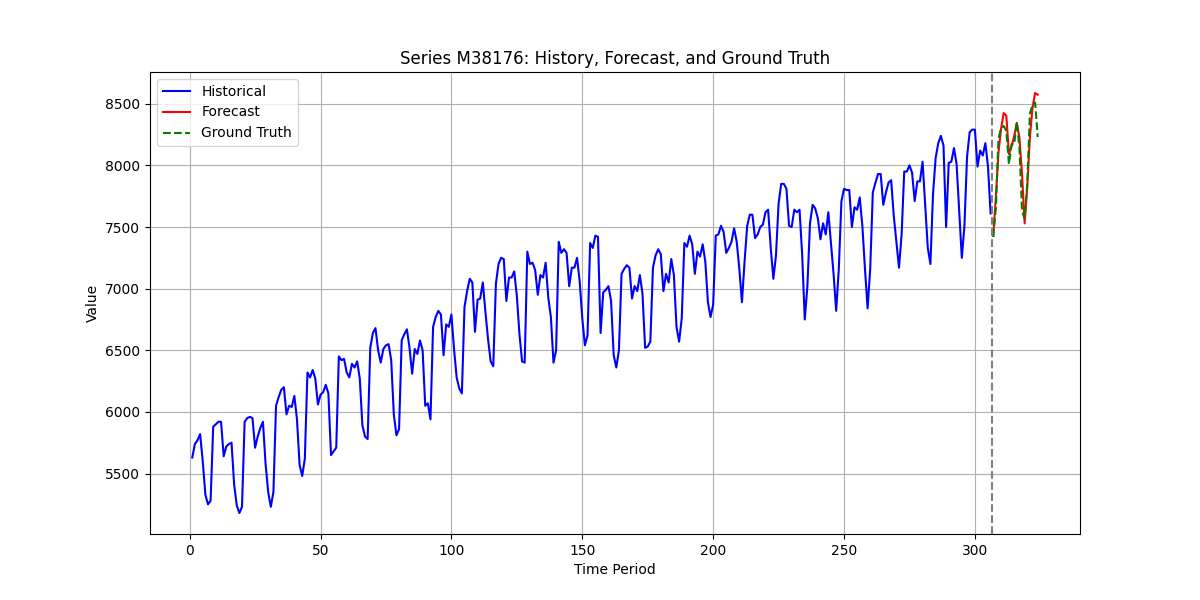 Series M38176: History, Forecast, and Ground Truth
Historical
Forecast
Ground Truth
8500
8000
7500
7000
6500
6000
5500
Value
0 50 100 150 200 250 300
Time Period